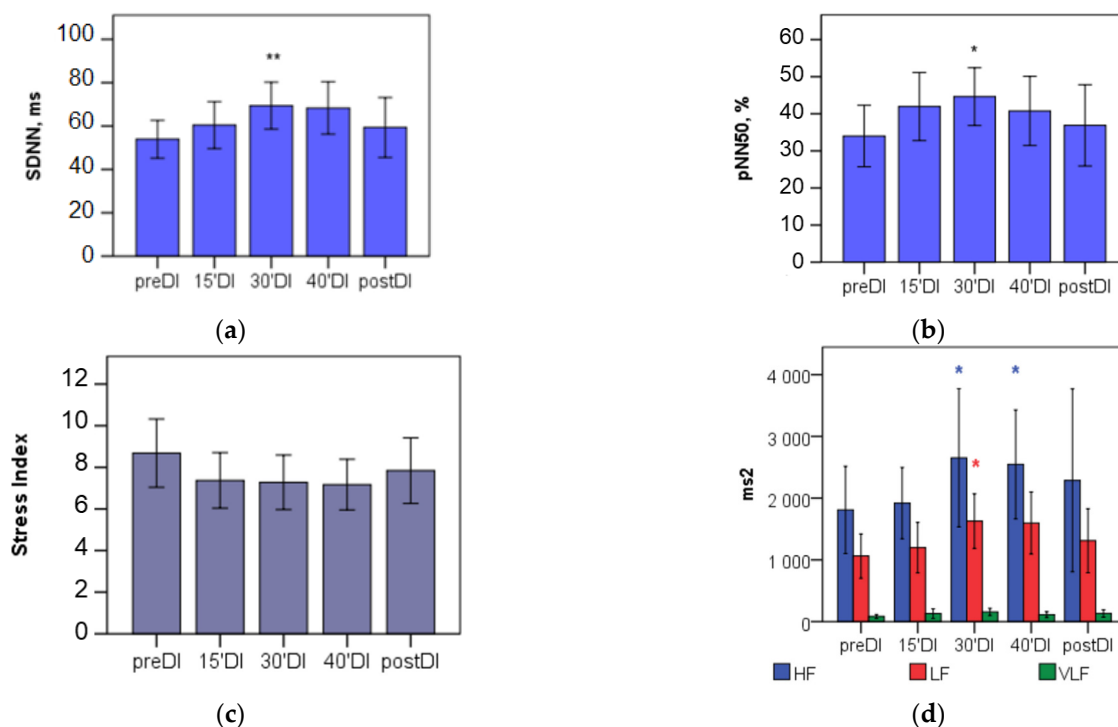 SDNN, ms
100
80
60
40
20
0
**
preDI 15'DI 30'DI 40'DI postDI
(a)
pNN50, %
60
50
40
30
20
10
0
*
preDI 15'DI 30'DI 40'DI postDI
(b)
Stress Index
12
10
8
6
4
2
0
preDI 15'DI 30'DI 40'DI postDI
(c)
ms2
4 000
3 000
2 000
1 000
0
* *
*
preDI 15'DI 30'DI 40'DI postDI
HF LF VLF
(d)